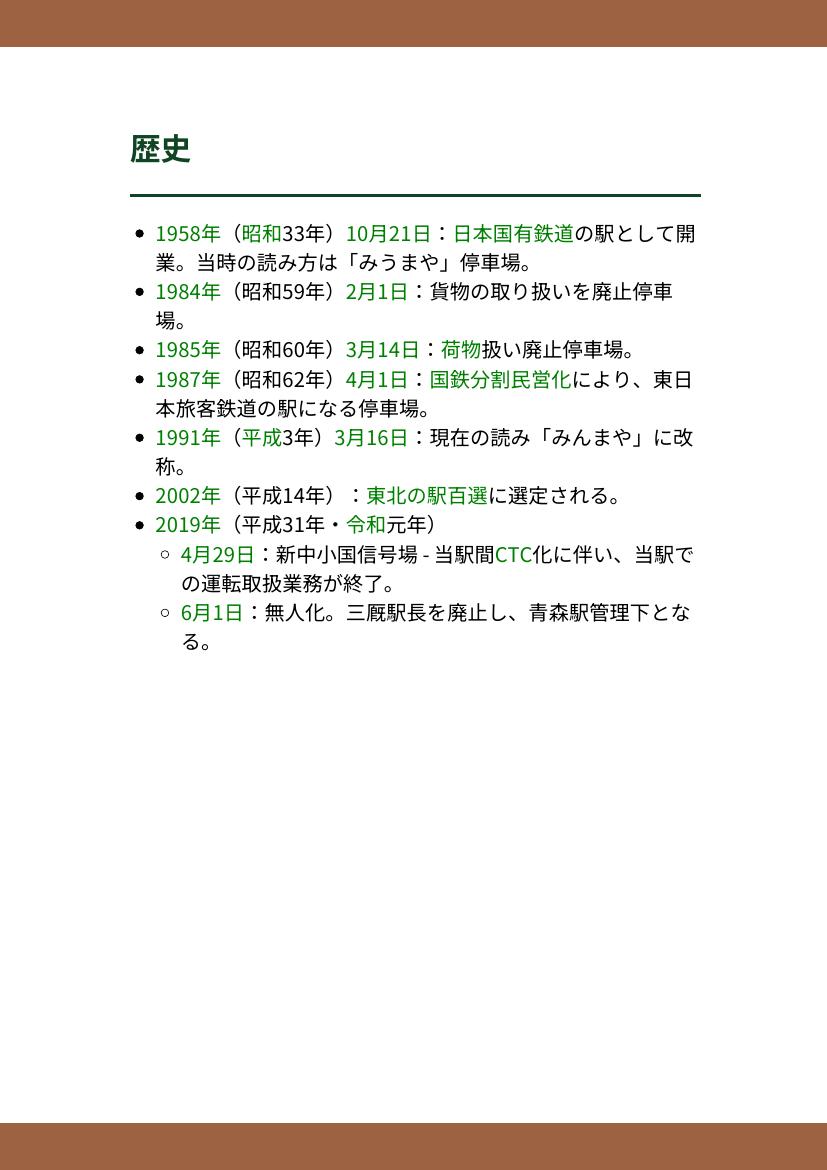 歴史
• 1958年（昭和33年）10月21日：日本国有鉄道の駅として開
業。当時の読み方は「みうまや」停車場。
• 1984年（昭和59年）2月1日：貨物の取り扱いを廃止停車
場。
• 1985年（昭和60年）3月14日：荷物扱い廃止停車場。
• 1987年（昭和62年）4月1日：国鉄分割民営化により、東日
本旅客鉄道の駅になる停車場。
• 1991年（平成3年）3月16日：現在の読み「みんまや」に改
称。
• 2002年（平成14年）：東北の駅百選に選定される。
• 2019年（平成31年・令和元年）
◦ 4月29日：新中小国信号場 - 当駅間CTC化に伴い、当駅で
の運転取扱業務が終了。
◦ 6月1日：無人化。三厩駅長を廃止し、青森駅管理下とな
る。